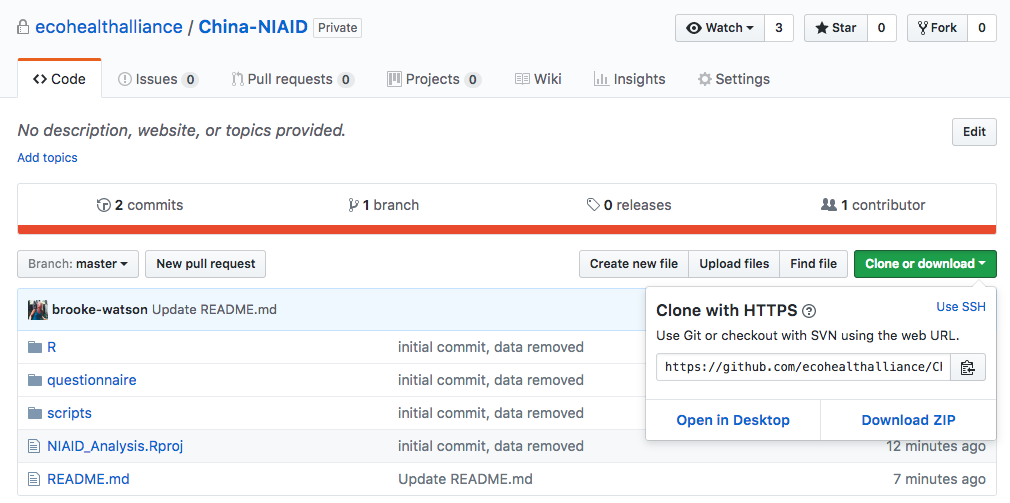 ecohealthalliance / China-NIAID Private Watch 3 Star 0 Fork 0
Code Issues 0 Pull requests 0 Projects 0 Wiki Insights Settings
No description, website, or topics provided. Edit
Add topics
2 commits 1 branch 0 releases 1 contributor
Branch: master New pull request Create new file Upload files Find file Clone or download
brooke-watson Update README.md
Clone with HTTPS ? Use SSH
Use Git or checkout with SVN using the web URL.
R initial commit, data removed
https://github.com/ecohealthalliance/Ch
questionnaire initial commit, data removed
scripts initial commit, data removed
Open in Desktop Download ZIP
NIAID_Analysis.Rproj initial commit, data removed 12 minutes ago
README.md Update README.md 7 minutes ago